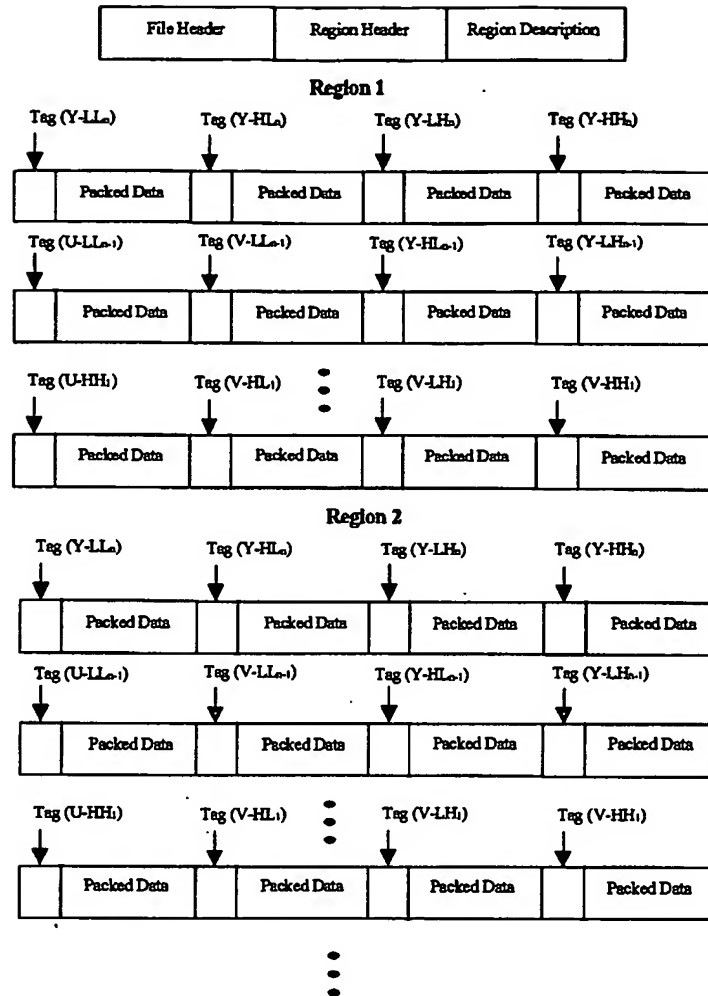 File Header Region Header Region Description
Region 1
Tag (Y-LLₙ) Tag (Y-HLₙ) Tag (Y-LHₙ) Tag (Y-HHₙ)
Packed Data Packed Data Packed Data Packed Data
Tag (U-LLₙ₋₁) Tag (V-LLₙ₋₁) Tag (Y-HLₙ₋₁) Tag (Y-LHₙ₋₁)
Packed Data Packed Data Packed Data Packed Data
Tag (U-HH₁) Tag (V-HL₁) Tag (V-LH₁) Tag (V-HH₁)
Packed Data Packed Data Packed Data Packed Data
Region 2
Tag (Y-LLₙ) Tag (Y-HLₙ) Tag (Y-LHₙ) Tag (Y-HHₙ)
Packed Data Packed Data Packed Data Packed Data
Tag (U-LLₙ₋₁) Tag (V-LLₙ₋₁) Tag (Y-HLₙ₋₁) Tag (Y-LHₙ₋₁)
Packed Data Packed Data Packed Data Packed Data
Tag (U-HH₁) Tag (V-HL₁) Tag (V-LH₁) Tag (V-HH₁)
Packed Data Packed Data Packed Data Packed Data